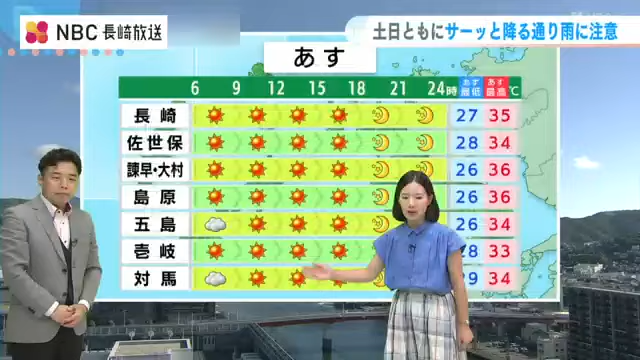 NBC 長崎放送
土日ともにサーッと降る通り雨に注意
あす
6 9 12 15 18 21 24時 あす最低 あす最高 ℃
長崎 27 35
佐世保 28 34
諫早・大村 26 36
島原 26 36
五島 26 34
壱岐 28 33
対馬 29 34